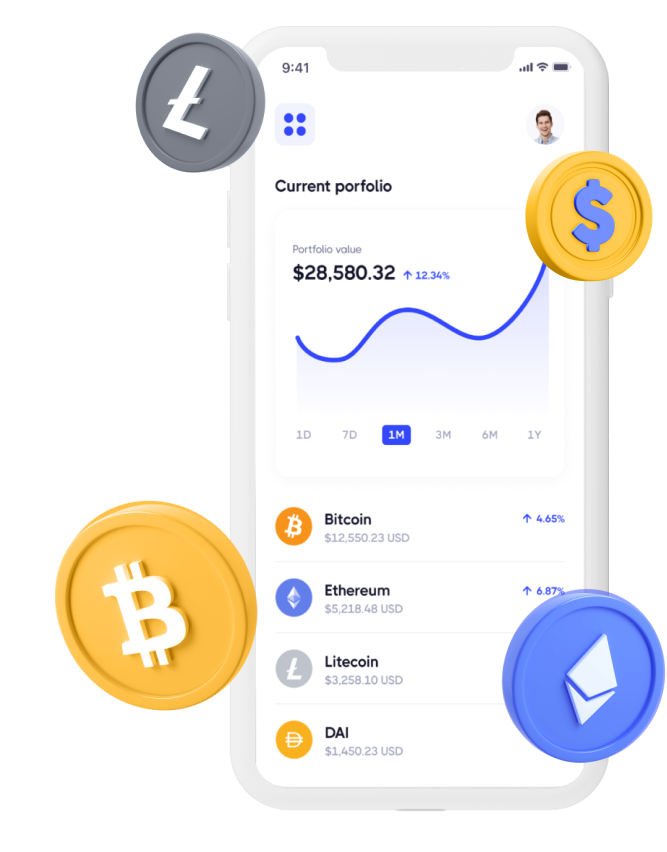 9:41
Current porfolio
Portfolio value
$28,580.32 ↑ 12.34%
1D 7D 1M 3M 6M 1Y
Bitcoin ↑ 4.65%
$12,550.23 USD
Ethereum ↑ 6.87%
$5,218.48 USD
Litecoin
$3,258.10 USD
DAI
$1,450.23 USD